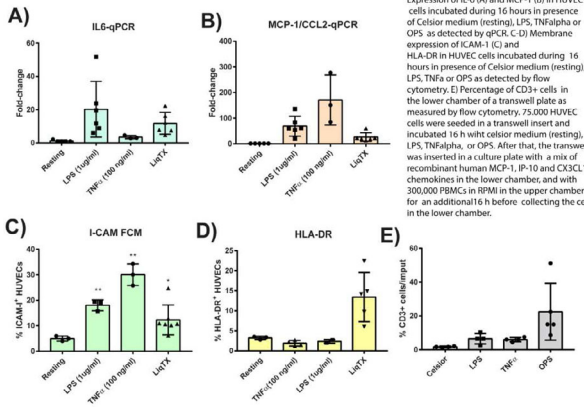 Expression of IL-6 (A) and MCP-1 (B) in HUVEC
cells incubated during 16 hours in presence
of Celsior medium (resting), LPS, TNFalpha or
OPS as detected by qPCR. C-D) Membrane
expression of ICAM-1 (C) and
HLA-DR in HUVEC cells incubated during 16
hours in presence of Celsior medium (resting),
LPS, TNFa or OPS as detected by flow
cytometry. E) Percentage of CD3+ cells in
the lower chamber of a transwell plate as
measured by flow cytometry. 75.000 HUVEC
cells were seeded in a transwell insert and
incubated 16 h wiht celsior medium (resting),
LPS, TNFalpha, or OPS. After that, the transwell
was inserted in a culture plate with a mix of
recombinant human MCP-1, IP-10 and CX3CL1
chemokines in the lower chamber, and with
300,000 PBMCs in RPMI in the upper chamber
for an additional16 h before collecting the cells
in the lower chamber.
A)
IL6-qPCR
Fold-change
60
40
20
0
Resting
LPS (1ug/ml)
TNFα (100 ng/ml)
LiqTX
B)
MCP-1/CCL2-qPCR
Fold-change
400
300
200
100
0
Resting
LPS (1ug/ml)
TNFα (100 ng/ml)
LiqTX
C)
I-CAM FCM
% ICAM-I+ HUVECs
40
30
20
10
0
**
**
*
Resting
LPS (1ug/ml)
TNFα (100 ng/ml)
LiqTX
D)
HLA-DR
% HLA-DR+ HUVECs
25
20
15
10
5
0
Resting
TNFα(100 ng/ml)
LPS (1ug/ml)
LiqTX
E)
% CD3+ cells/imput
60
40
20
0
Celsior
LPS
TNFα
OPS